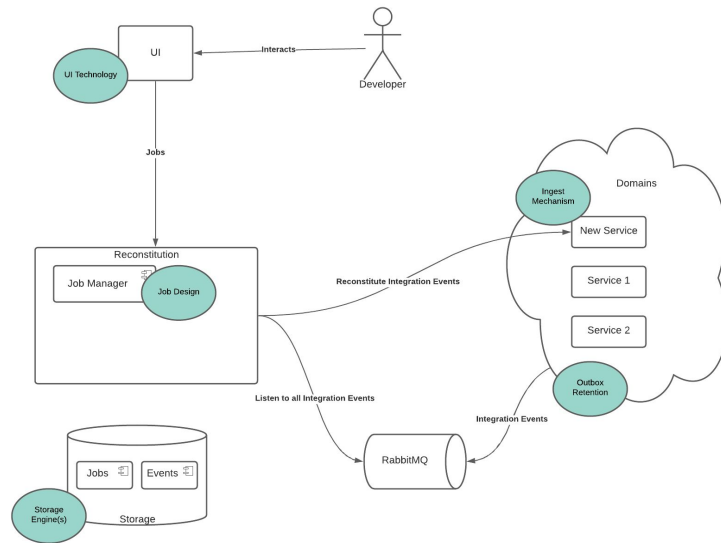 UI
UI Technology
Interacts
Developer
Jobs
Reconstitution
Job Manager
Job Design
Reconstitute Integration Events
Listen to all Integration Events
Domains
Ingest
Mechanism
New Service
Service 1
Service 2
Outbox
Retention
Integration Events
RabbitMQ
Jobs
Events
Storage
Engine(s)
Storage